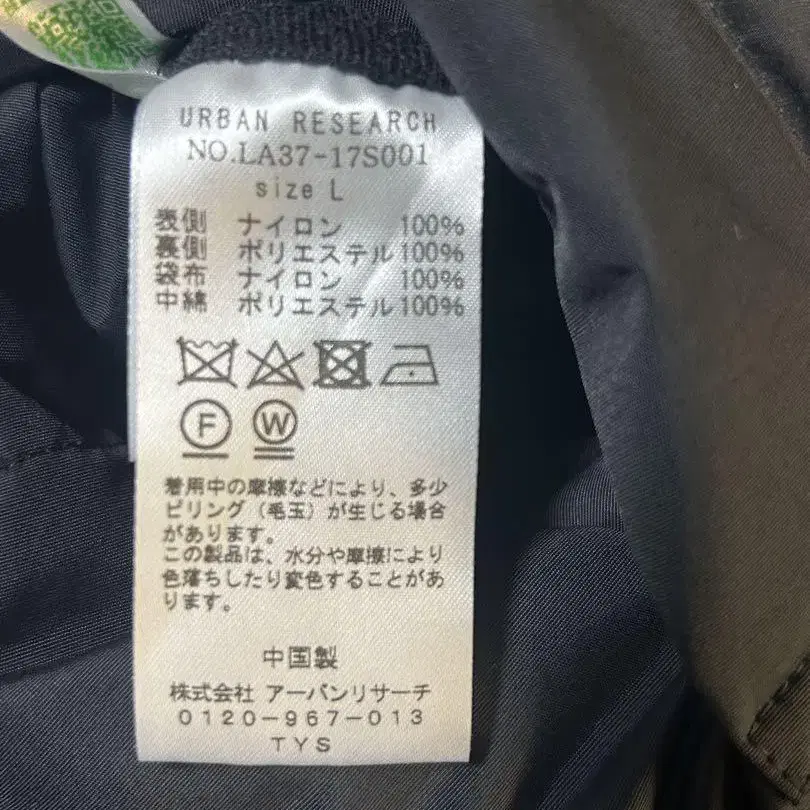 URBAN RESEARCH
NO.LA37-17S001
size L
表側 ナイロン 100%
裏側 ポリエステル 100%
袋布 ナイロン 100%
中綿 ポリエステル 100%
F W
着用中の摩擦などにより、多少
ピリング（毛玉）が生じる場合
があります。
この製品は、水分や摩擦により
色落ちしたり変色することがあ
ります。
中国製
株式会社 アーバンリサーチ
0120-967-013
TYS